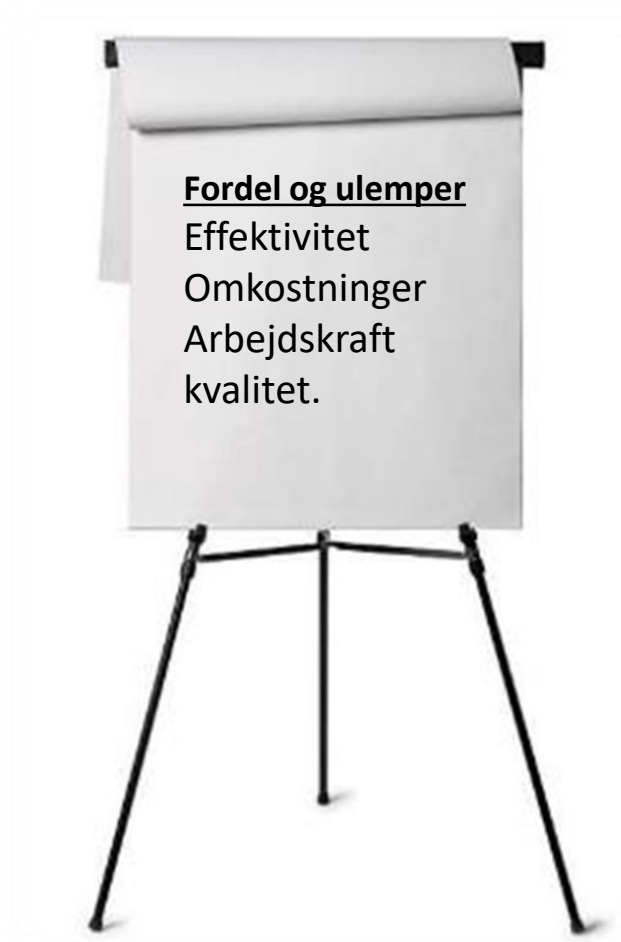 Fordel og ulemper
Effektivitet
Omkostninger
Arbejdskraft
kvalitet.